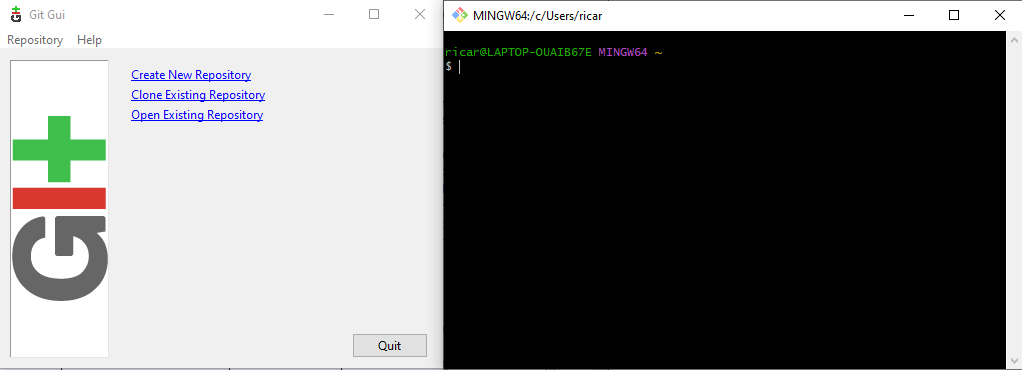 Git Gui
Repository Help
Create New Repository
Clone Existing Repository
Open Existing Repository
GIt
Quit
MINGW64:/c/Users/ricar
ricar@LAPTOP-OUAIB67E MINGW64 ~
$